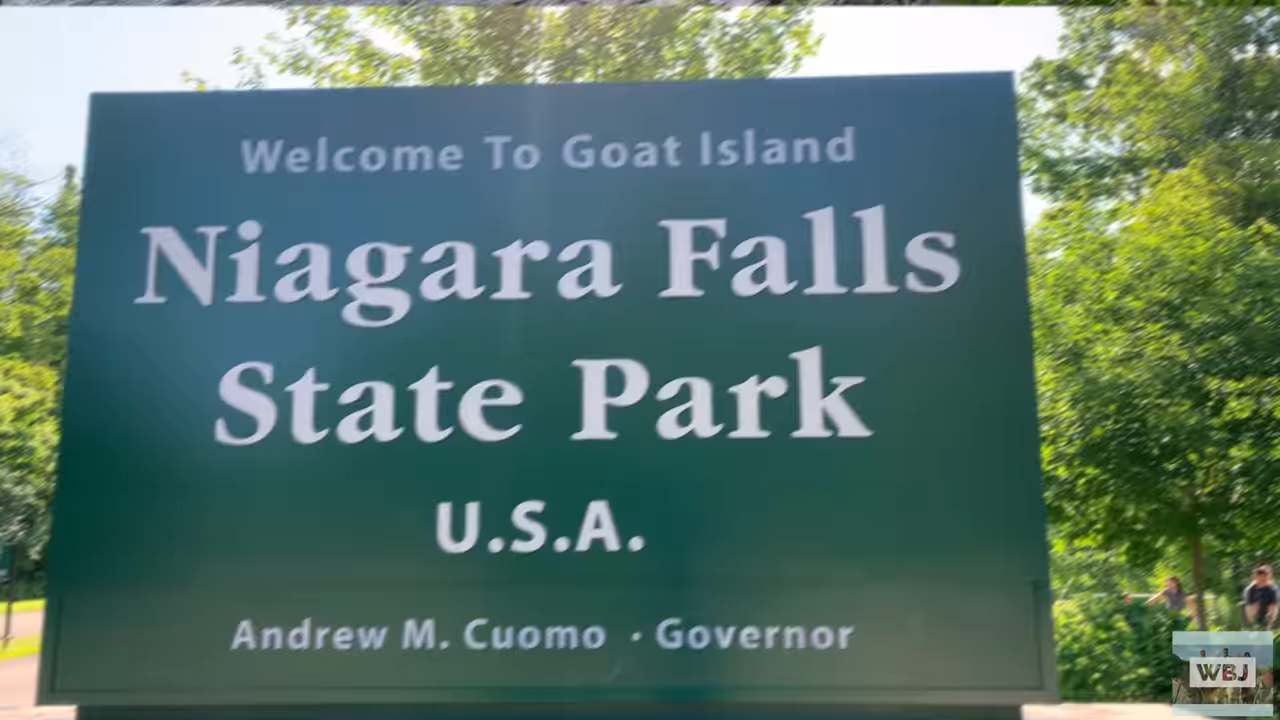 Welcome To Goat Island
Niagara Falls
State Park
U.S.A.
Andrew M. Cuomo · Governor
WBJ